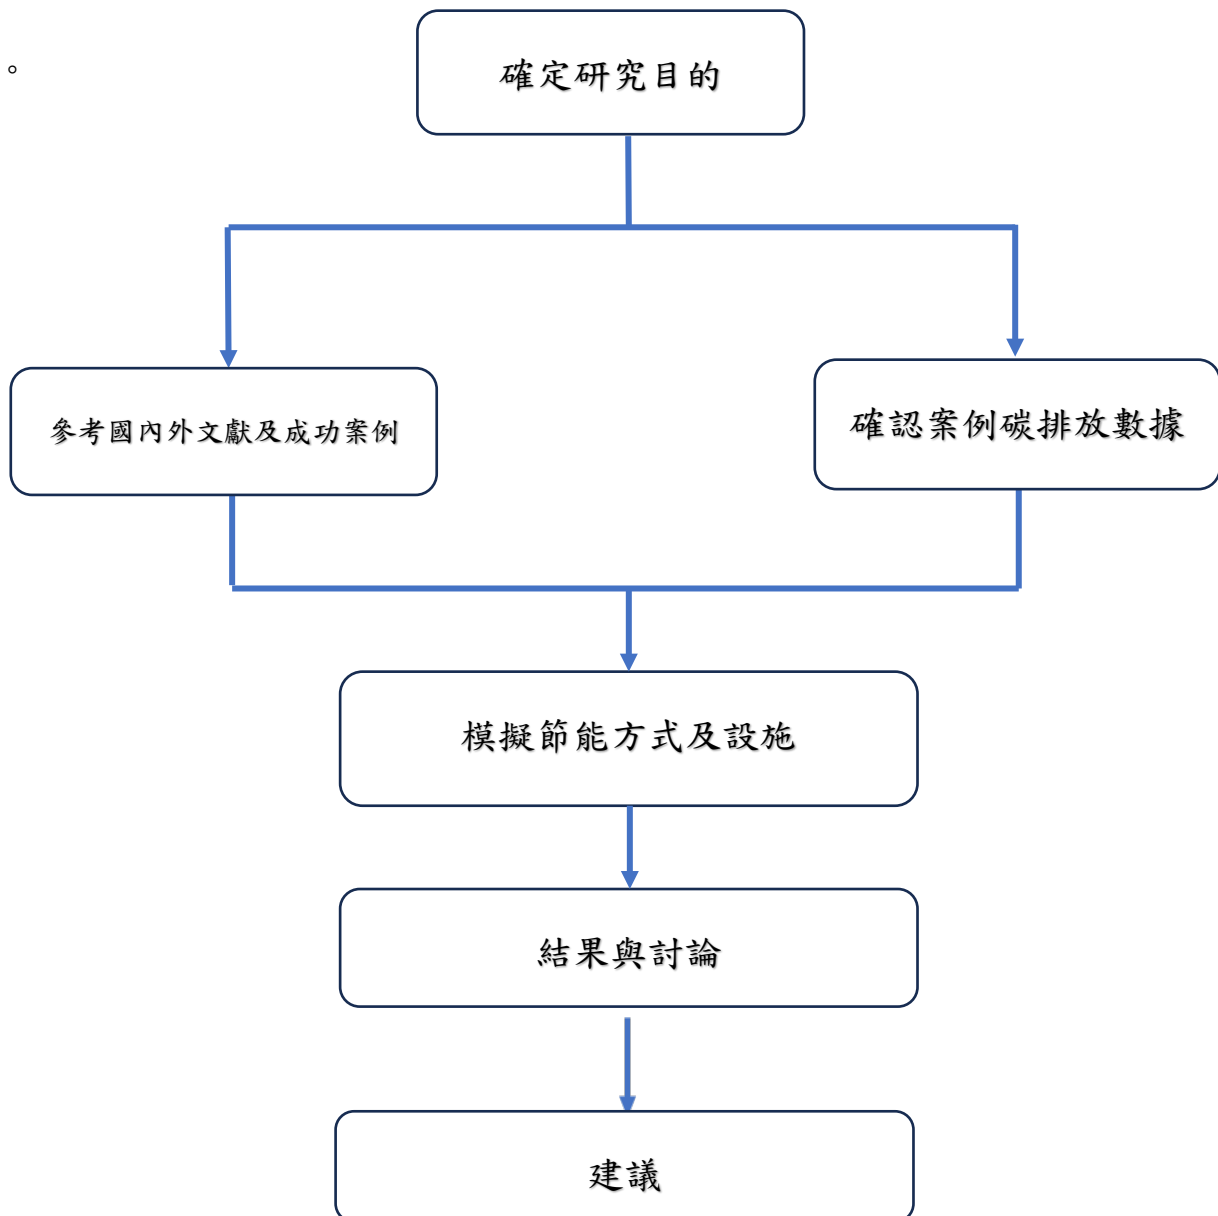 。
確定研究目的
參考國內外文獻及成功案例
確認案例碳排放數據
模擬節能方式及設施
結果與討論
建議